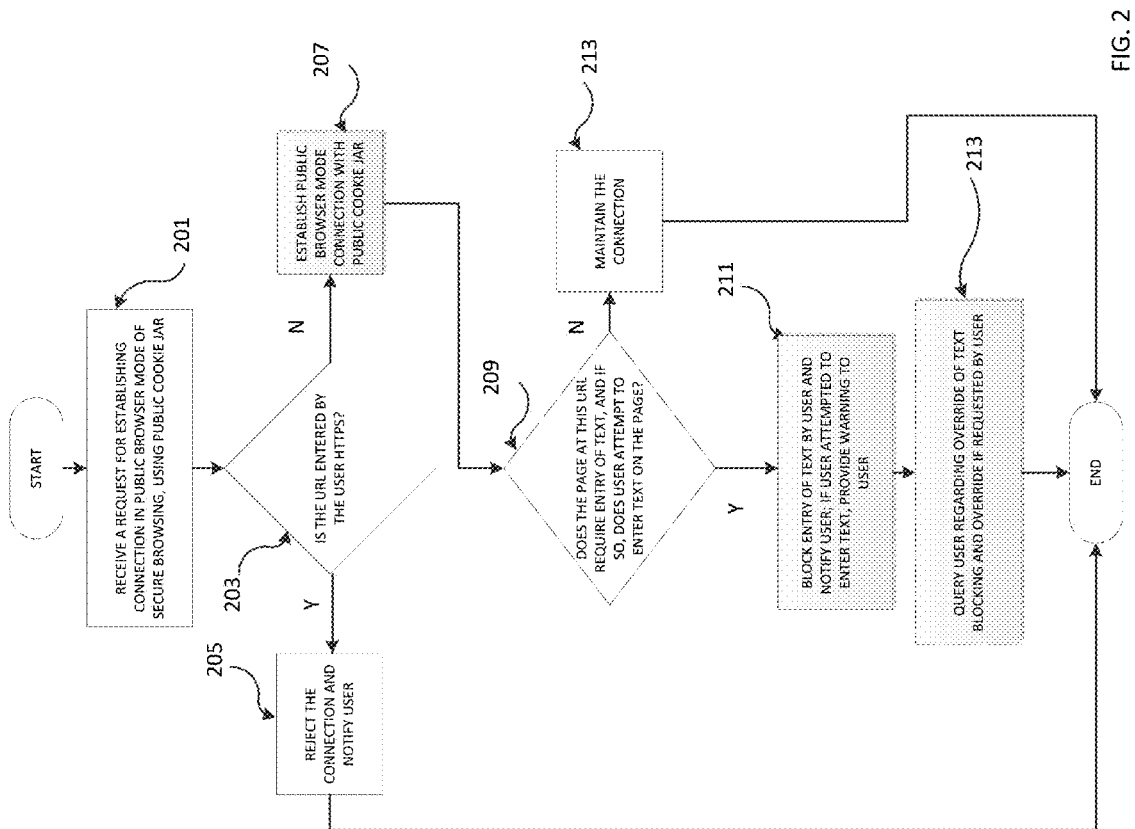 START
RECEIVE A REQUEST FOR ESTABLISHING
CONNECTION IN PUBLIC BROWSER MODE OF
SECURE BROWSING, USING PUBLIC COOKIE JAR
201
IS THE URL ENTERED BY
THE USER HTTPS?
203
Y
N
REJECT THE
CONNECTION AND
NOTIFY USER
205
ESTABLISH PUBLIC
BROWSER MODE
CONNECTION WITH
PUBLIC COOKIE JAR
207
DOES THE PAGE AT THIS URL
REQUIRE ENTRY OF TEXT, AND IF
SO, DOES USER ATTEMPT TO
ENTER TEXT ON THE PAGE?
209
N
Y
MAINTAIN THE
CONNECTION
213
BLOCK ENTRY OF TEXT BY USER AND
NOTIFY USER; IF USER ATTEMPTED TO
ENTER TEXT, PROVIDE WARNING TO
USER
211
QUERY USER REGARDING OVERRIDE OF TEXT
BLOCKING AND OVERRIDE IF REQUESTED BY USER
213
END
FIG. 2